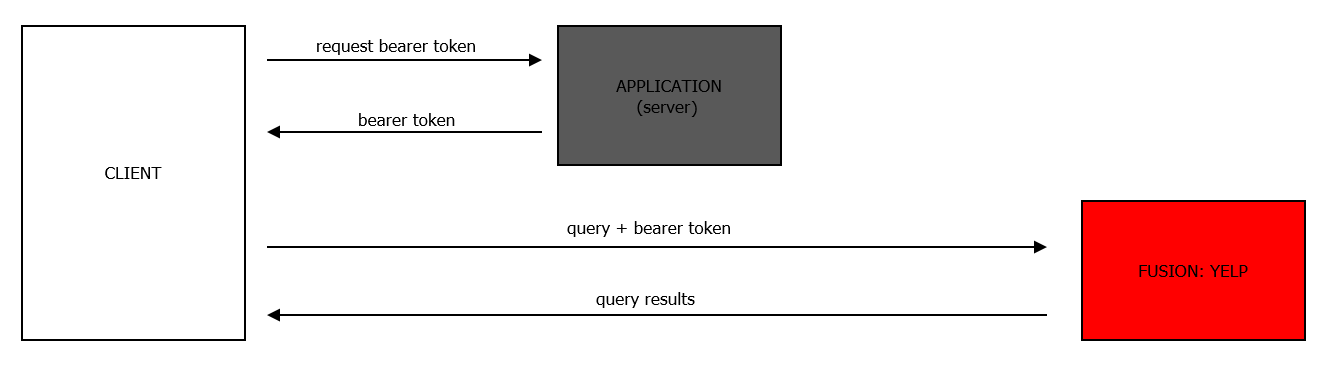 request bearer token
APPLICATION
(server)
bearer token
CLIENT
query + bearer token
FUSION: YELP
query results